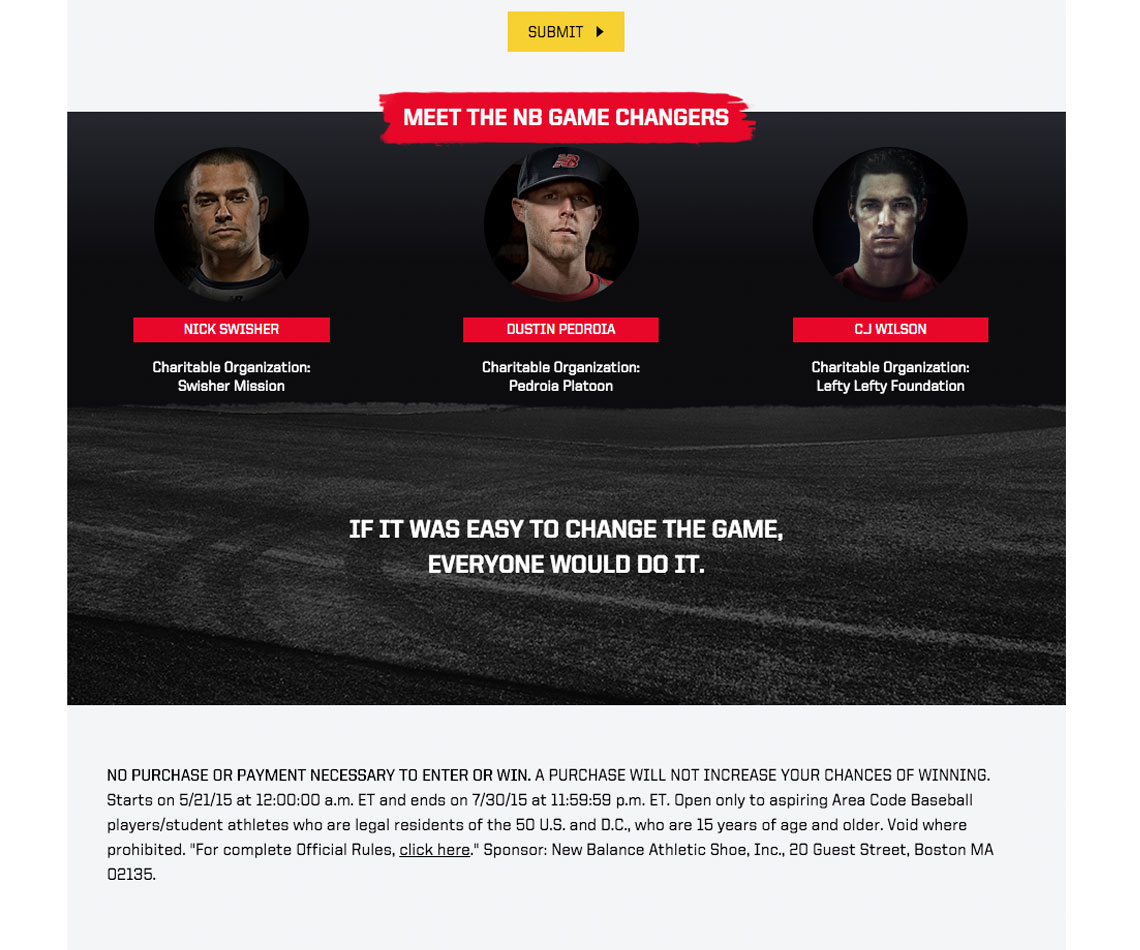 SUBMIT
MEET THE NB GAME CHANGERS
NB
NICK SWISHER
Charitable Organization:
Swisher Mission
DUSTIN PEDROIA
Charitable Organization:
Pedroia Platoon
C.J WILSON
Charitable Organization:
Lefty Lefty Foundation
IF IT WAS EASY TO CHANGE THE GAME,
EVERYONE WOULD DO IT.
NO PURCHASE OR PAYMENT NECESSARY TO ENTER OR WIN. A PURCHASE WILL NOT INCREASE YOUR CHANCES OF WINNING.
Starts on 5/21/15 at 12:00:00 a.m. ET and ends on 7/30/15 at 11:59:59 p.m. ET. Open only to aspiring Area Code Baseball
players/student athletes who are legal residents of the 50 U.S. and D.C., who are 15 years of age and older. Void where
prohibited. "For complete Official Rules, click here." Sponsor: New Balance Athletic Shoe, Inc., 20 Guest Street, Boston MA
02135.